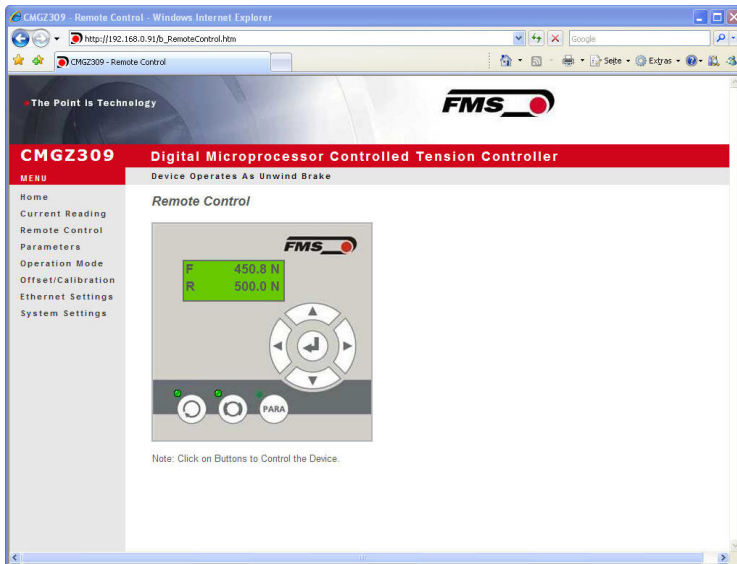 CMGZ309 - Remote Control - Windows Internet Explorer
http://192.168.0.91/b_RemoteControl.htm
Google
CMGZ309 - Remote Control
Seite
Extras
The Point Is Technology
FMS
CMGZ309
Digital Microprocessor Controlled Tension Controller
MENU
Device Operates As Unwind Brake
Home
Current Reading
Remote Control
Parameters
Operation Mode
Offset/Calibration
Ethernet Settings
System Settings
Remote Control
FMS
F 450.8 N
R 500.0 N
PARA
Note: Click on Buttons to Control the Device.